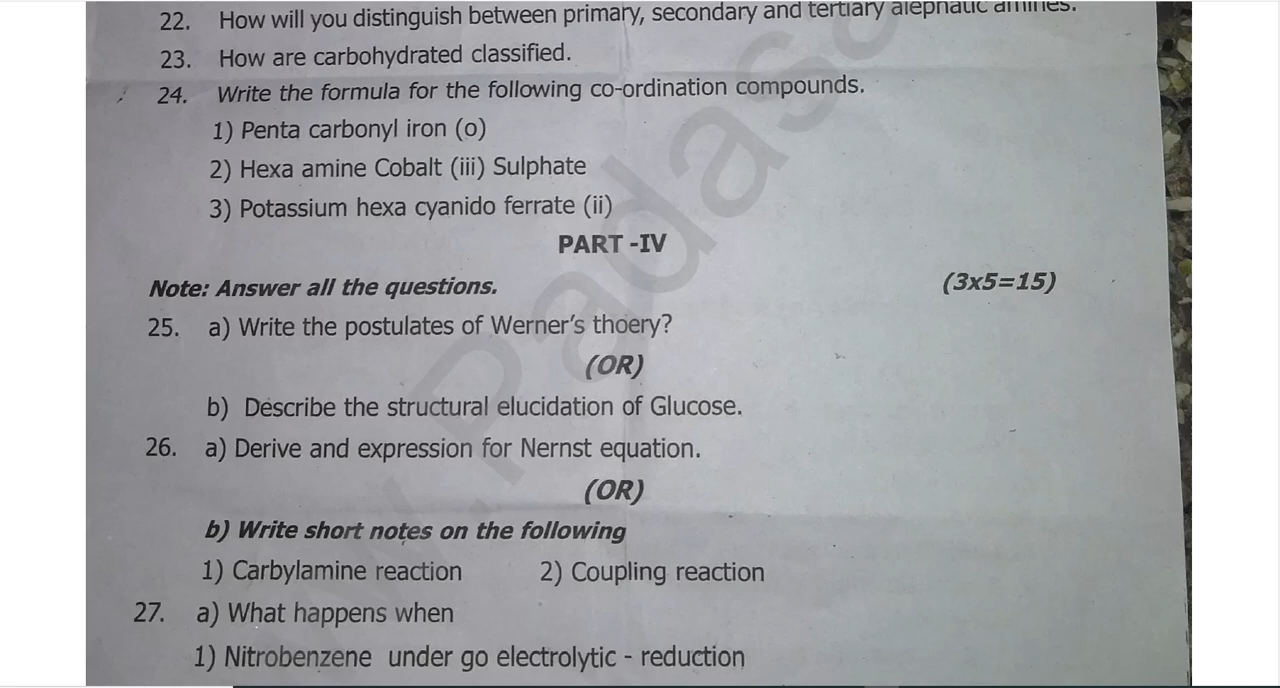 22. How will you distinguish between primary, secondary and tertiary alephatic amines.
23. How are carbohydrated classified.
24. Write the formula for the following co-ordination compounds.
1) Penta carbonyl iron (o)
2) Hexa amine Cobalt (iii) Sulphate
3) Potassium hexa cyanido ferrate (ii)
PART -IV
Note: Answer all the questions. (3x5=15)
25. a) Write the postulates of Werner's thoery?
(OR)
b) Describe the structural elucidation of Glucose.
26. a) Derive and expression for Nernst equation.
(OR)
b) Write short notes on the following
1) Carbylamine reaction 2) Coupling reaction
27. a) What happens when
1) Nitrobenzene under go electrolytic - reduction
w.Padas